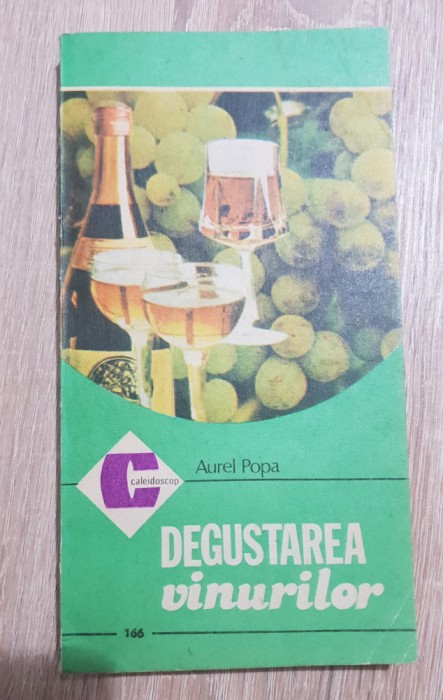 Aurel Popa
caleidoscop
DEGUSTAREA
vinurilor
166